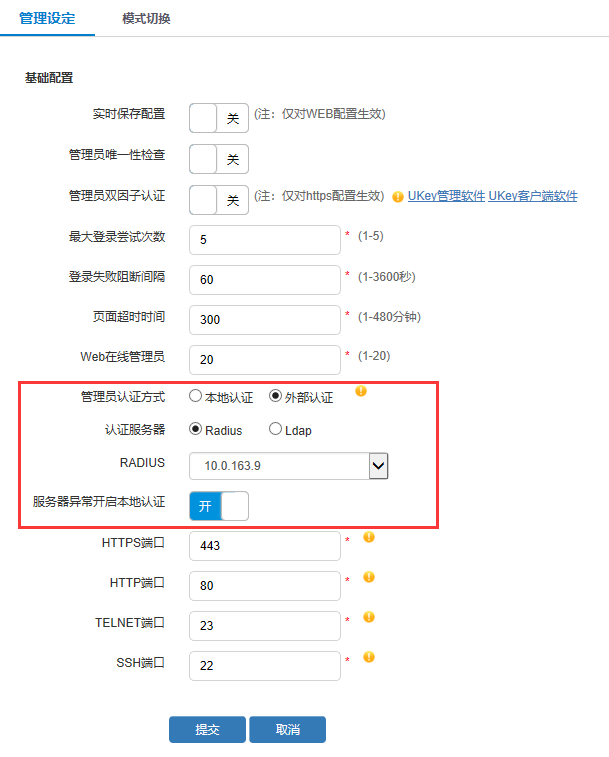 管理设定 模式切换
基础配置
实时保存配置 关 (注：仅对WEB配置生效)
管理员唯一性检查 关
管理员双因子认证 关 (注：仅对https配置生效) UKey管理软件 UKey客户端软件
最大登录尝试次数 5 * (1-5)
登录失败阻断间隔 60 * (1-3600秒)
页面超时时间 300 * (1-480分钟)
Web在线管理员 20 * (1-20)
管理员认证方式 本地认证 外部认证
认证服务器 Radius Ldap
RADIUS 10.0.163.9
服务器异常开启本地认证 开
HTTPS端口 443 *
HTTP端口 80 *
TELNET端口 23 *
SSH端口 22 *
提交 取消